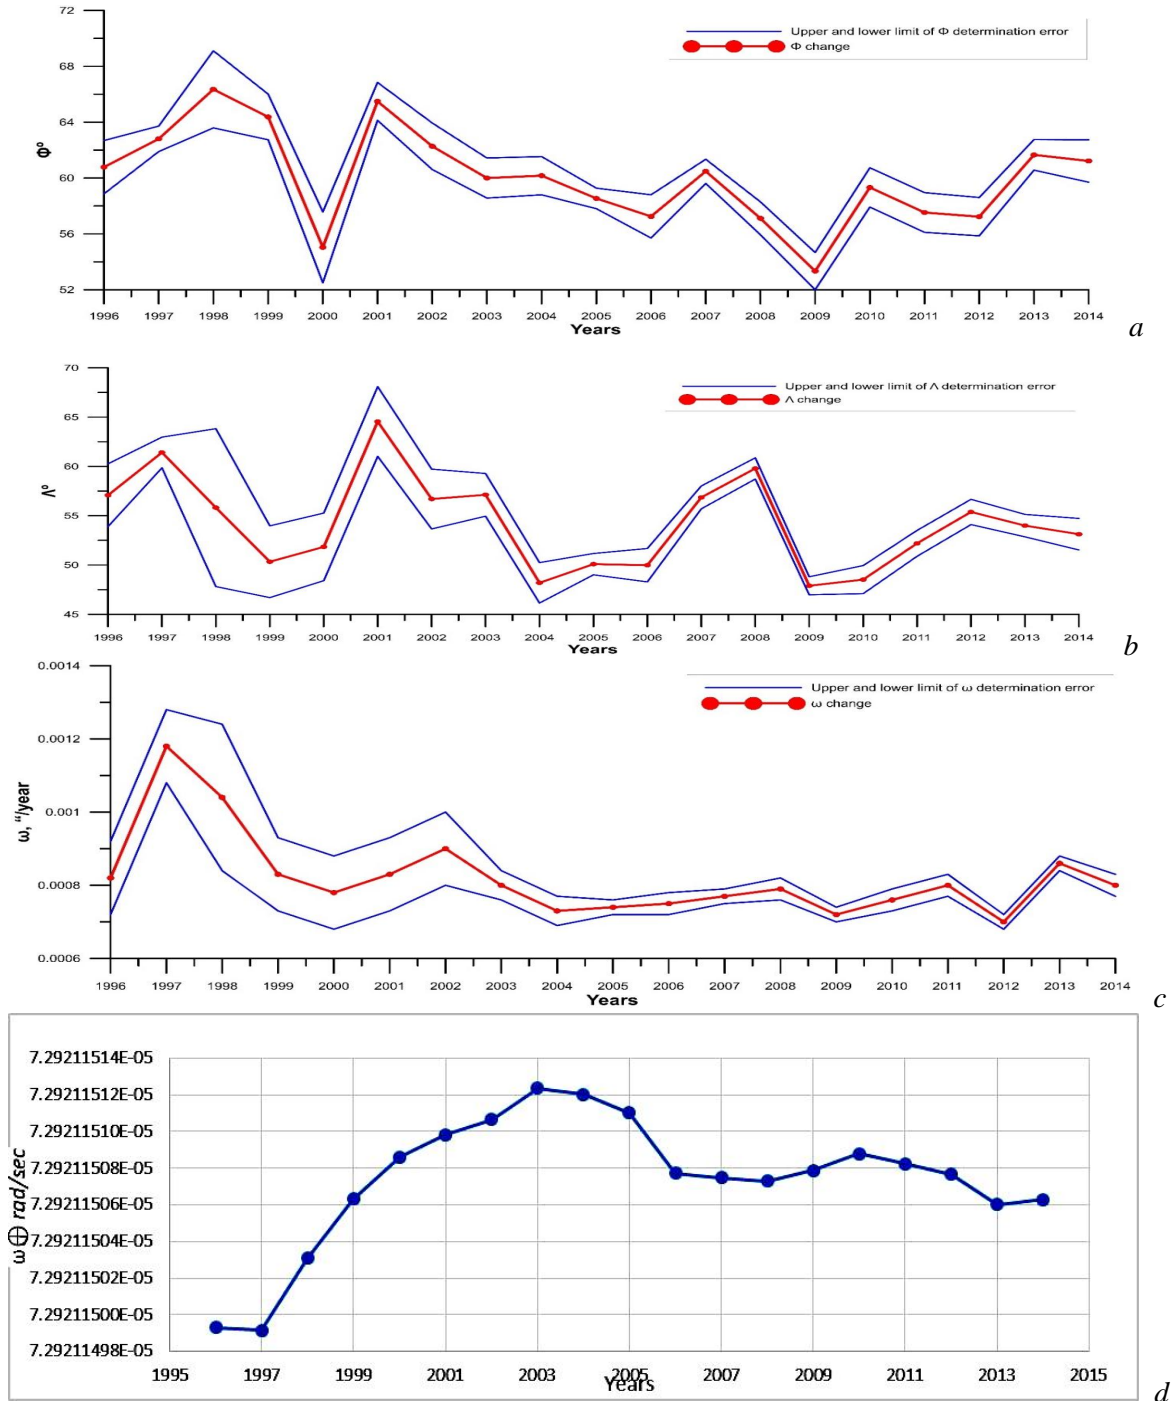 72
68
64
60
56
52
Φº
Upper and lower limit of Φ determination error
Φ change
1996 1997 1998 1999 2000 2001 2002 2003 2004 2005 2006 2007 2008 2009 2010 2011 2012 2013 2014
Years
a
70
65
60
55
50
45
Λº
Upper and lower limit of Λ determination error
Λ change
1996 1997 1998 1999 2000 2001 2002 2003 2004 2005 2006 2007 2008 2009 2010 2011 2012 2013 2014
Years
b
0.0014
0.0012
0.001
0.0008
0.0006
ω, “/year
Upper and lower limit of ω determination error
ω change
1996 1997 1998 1999 2000 2001 2002 2003 2004 2005 2006 2007 2008 2009 2010 2011 2012 2013 2014
Years
c
7.29211514E-05
7.29211512E-05
7.29211510E-05
7.29211508E-05
7.29211506E-05
7.29211504E-05
7.29211502E-05
7.29211500E-05
7.29211498E-05
ω⊕ rad/sec
1995 1997 1999 2001 2003 2005 2007 2009 2011 2013 2015
Years
d